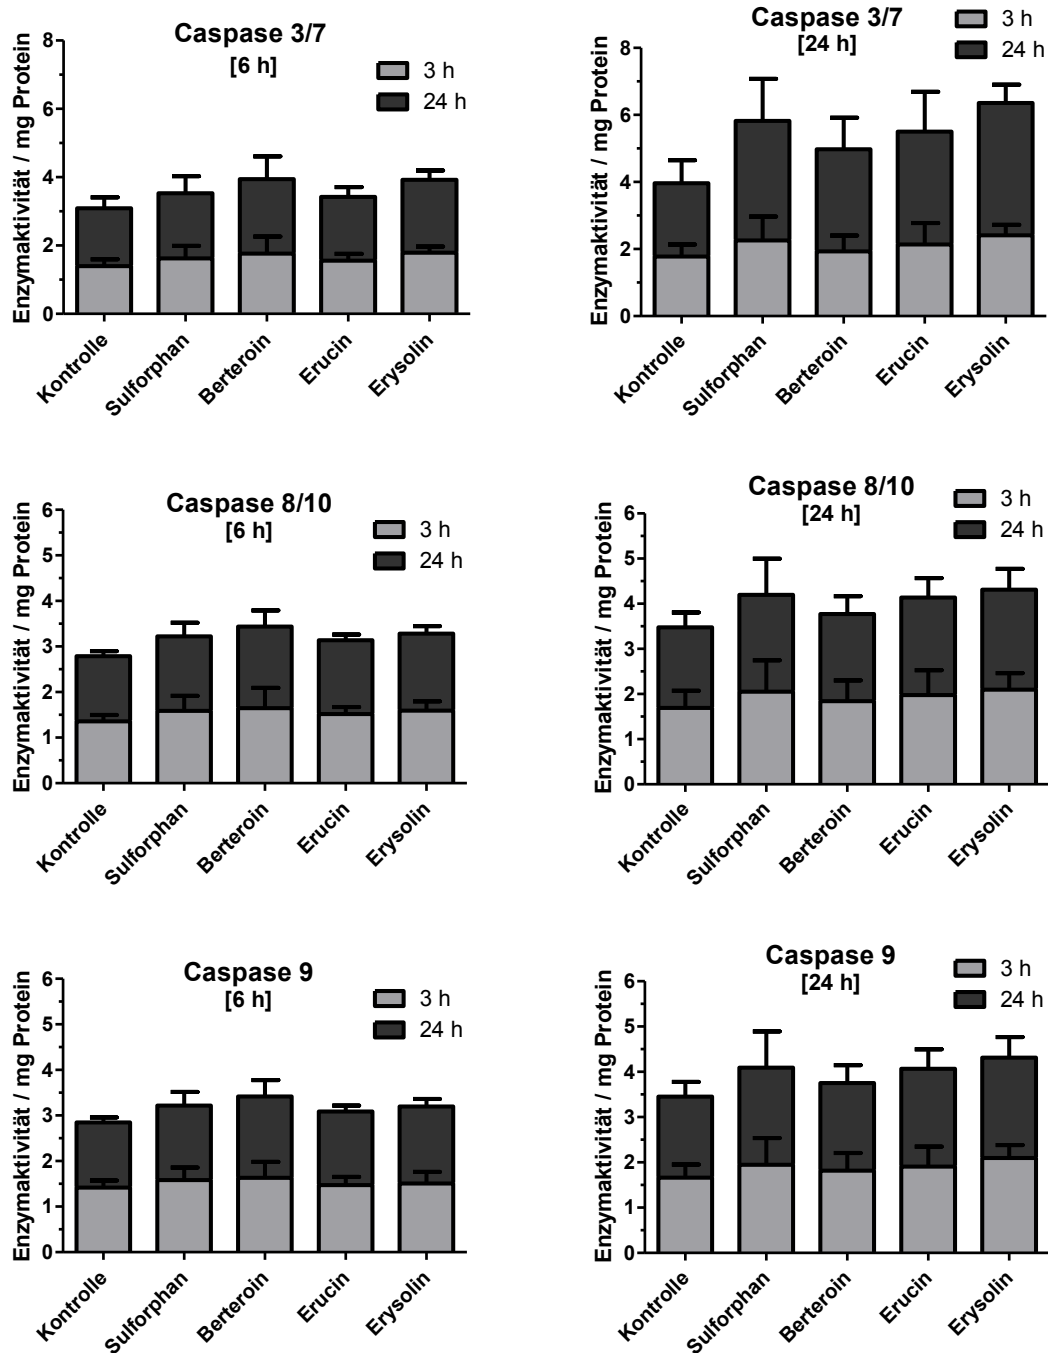 Caspase 3/7
[6 h]
3 h
24 h
Enzymaktivität / mg Protein
8
6
4
2
0
Kontrolle
Sulforphan
Berteroin
Erucin
Erysolin
Caspase 3/7
[24 h]
3 h
24 h
Enzymaktivität / mg Protein
8
6
4
2
0
Kontrolle
Sulforphan
Berteroin
Erucin
Erysolin
Caspase 8/10
[6 h]
3 h
24 h
Enzymaktivität / mg Protein
6
5
4
3
2
1
0
Kontrolle
Sulforphan
Berteroin
Erucin
Erysolin
Caspase 8/10
[24 h]
3 h
24 h
Enzymaktivität / mg Protein
6
5
4
3
2
1
0
Kontrolle
Sulforphan
Berteroin
Erucin
Erysolin
Caspase 9
[6 h]
3 h
24 h
Enzymaktivität / mg Protein
6
5
4
3
2
1
0
Kontrolle
Sulforphan
Berteroin
Erucin
Erysolin
Caspase 9
[24 h]
3 h
24 h
Enzymaktivität / mg Protein
6
5
4
3
2
1
0
Kontrolle
Sulforphan
Berteroin
Erucin
Erysolin